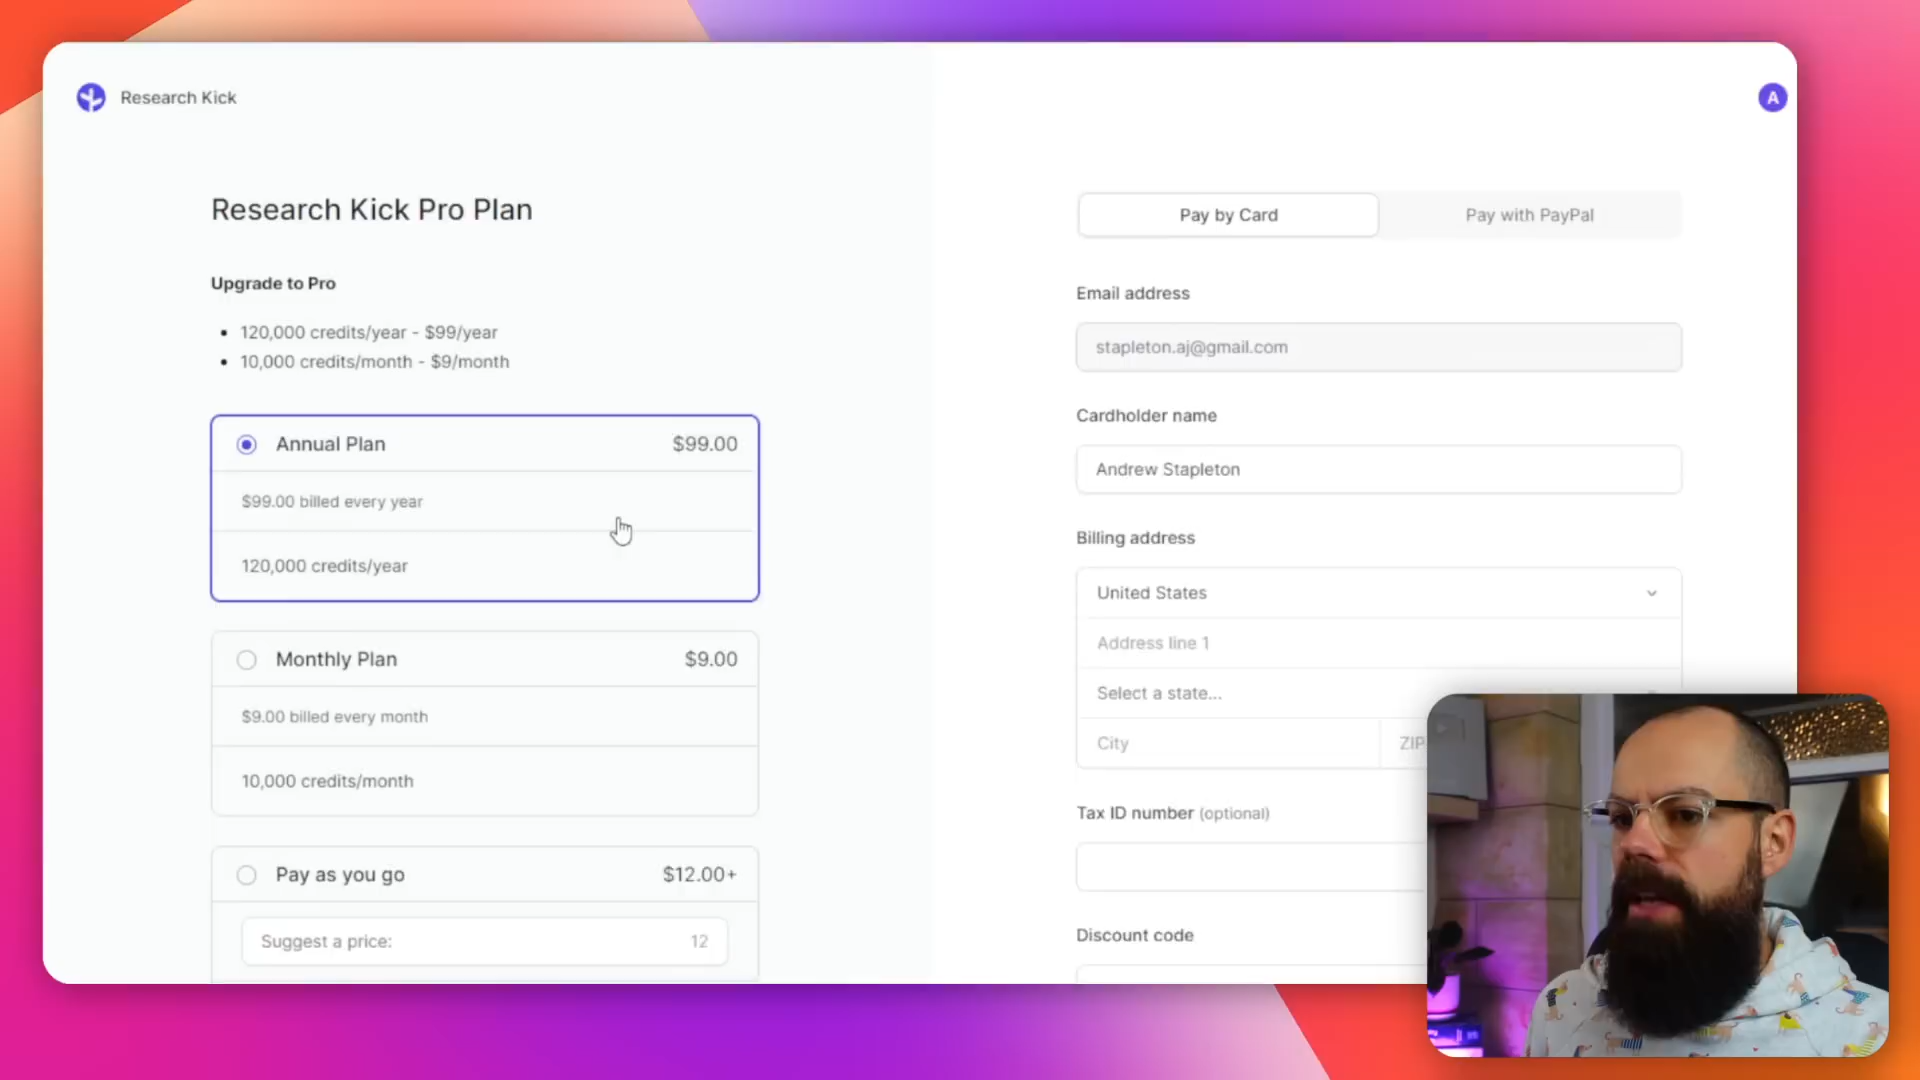 Research Kick
A
Research Kick Pro Plan
Upgrade to Pro
120,000 credits/year - $99/year
10,000 credits/month - $9/month
Annual Plan $99.00
$99.00 billed every year
120,000 credits/year
Monthly Plan $9.00
$9.00 billed every month
10,000 credits/month
Pay as you go $12.00+
Suggest a price: 12
Pay by Card Pay with PayPal
Email address
stapleton.aj@gmail.com
Cardholder name
Andrew Stapleton
Billing address
United States
Address line 1
Select a state...
City ZIP
Tax ID number (optional)
Discount code